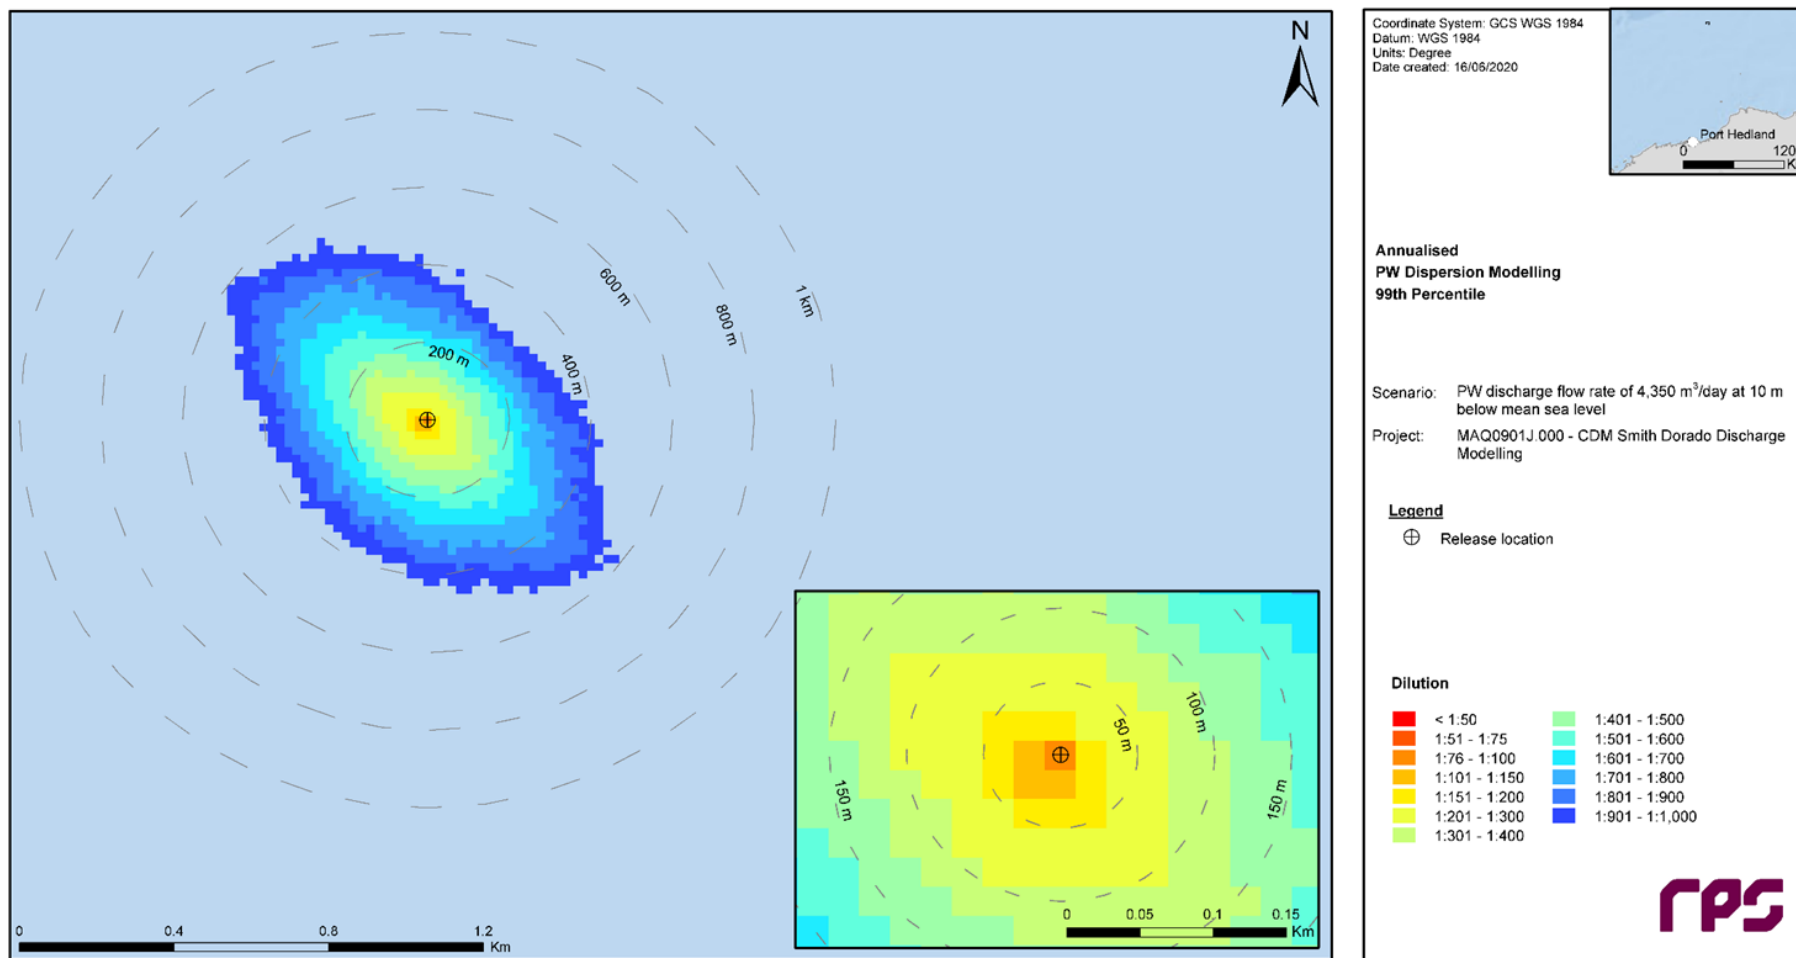 N
600 m
1 km
800 m
200 m
400 m
0
0.4
0.8
1.2
Km
50 m
100 m
150 m
150 m
0
0.05
0.1
0.15
Km
Coordinate System: GCS WGS 1984
Datum: WGS 1984
Units: Degree
Date created: 16/06/2020
Port Hedland
0
120
K
Annualised
PW Dispersion Modelling
99th Percentile
Scenario: PW discharge flow rate of 4,350 m³/day at 10 m
below mean sea level
Project: MAQ0901J.000 - CDM Smith Dorado Discharge
Modelling
Legend
Release location
Dilution
< 1:50
1:51 - 1:75
1:76 - 1:100
1:101 - 1:150
1:151 - 1:200
1:201 - 1:300
1:301 - 1:400
1:401 - 1:500
1:501 - 1:600
1:601 - 1:700
1:701 - 1:800
1:801 - 1:900
1:901 - 1:1,000
rps